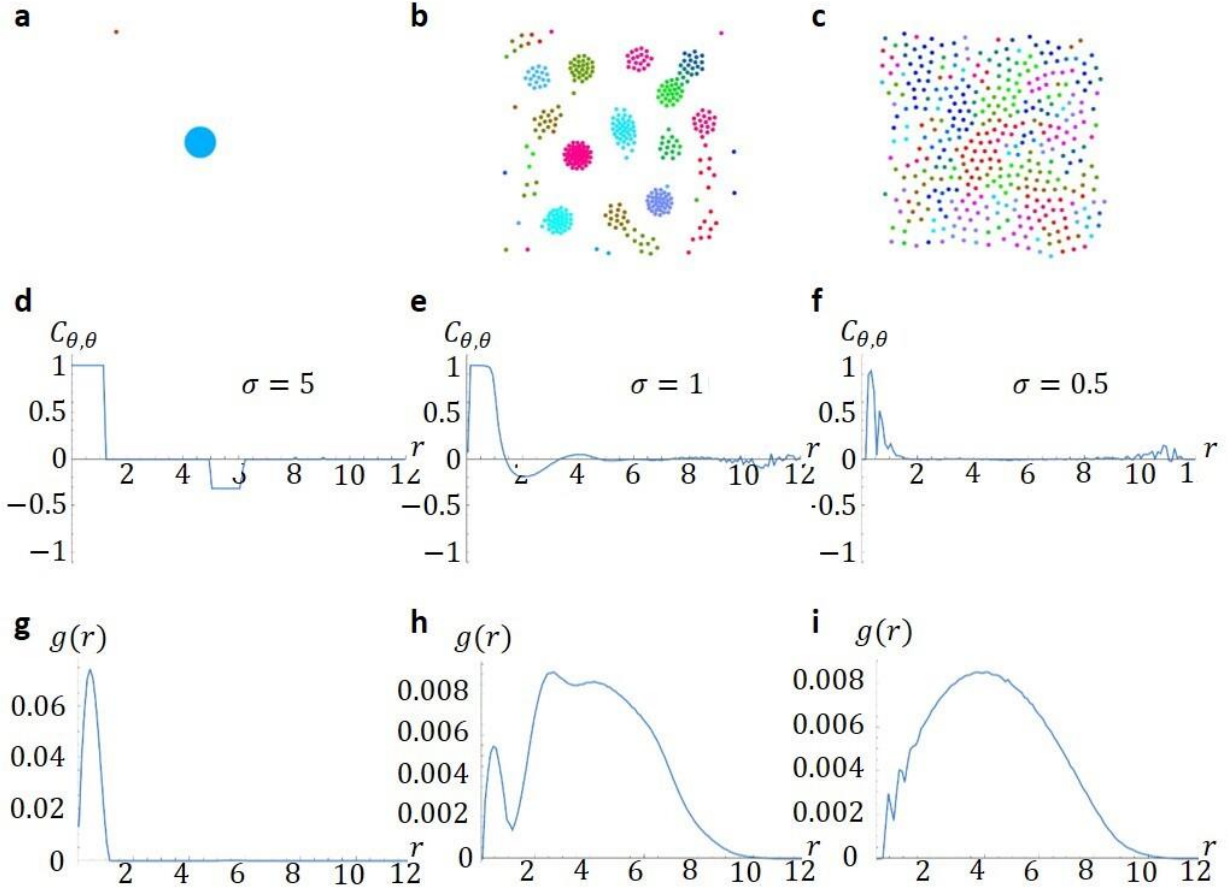 a b c
d e f
C_{θ,θ} C_{θ,θ} C_{θ,θ}
1 σ = 5 1 σ = 1 1 σ = 0.5
0.5 0.5 0.5
0 2 4 6 8 10 12 r 0 2 4 6 8 10 12 r 0 2 4 6 8 10 1 r
−0.5 −0.5 -0.5
−1 −1 −1
g h i
g(r) g(r) g(r)
0.06 0.008 0.008
0.04 0.006 0.006
0.02 0.004 0.004
0.002 0.002
0 2 4 6 8 10 12 r 0 2 4 6 8 10 12 r 0 2 4 6 8 10 12 r